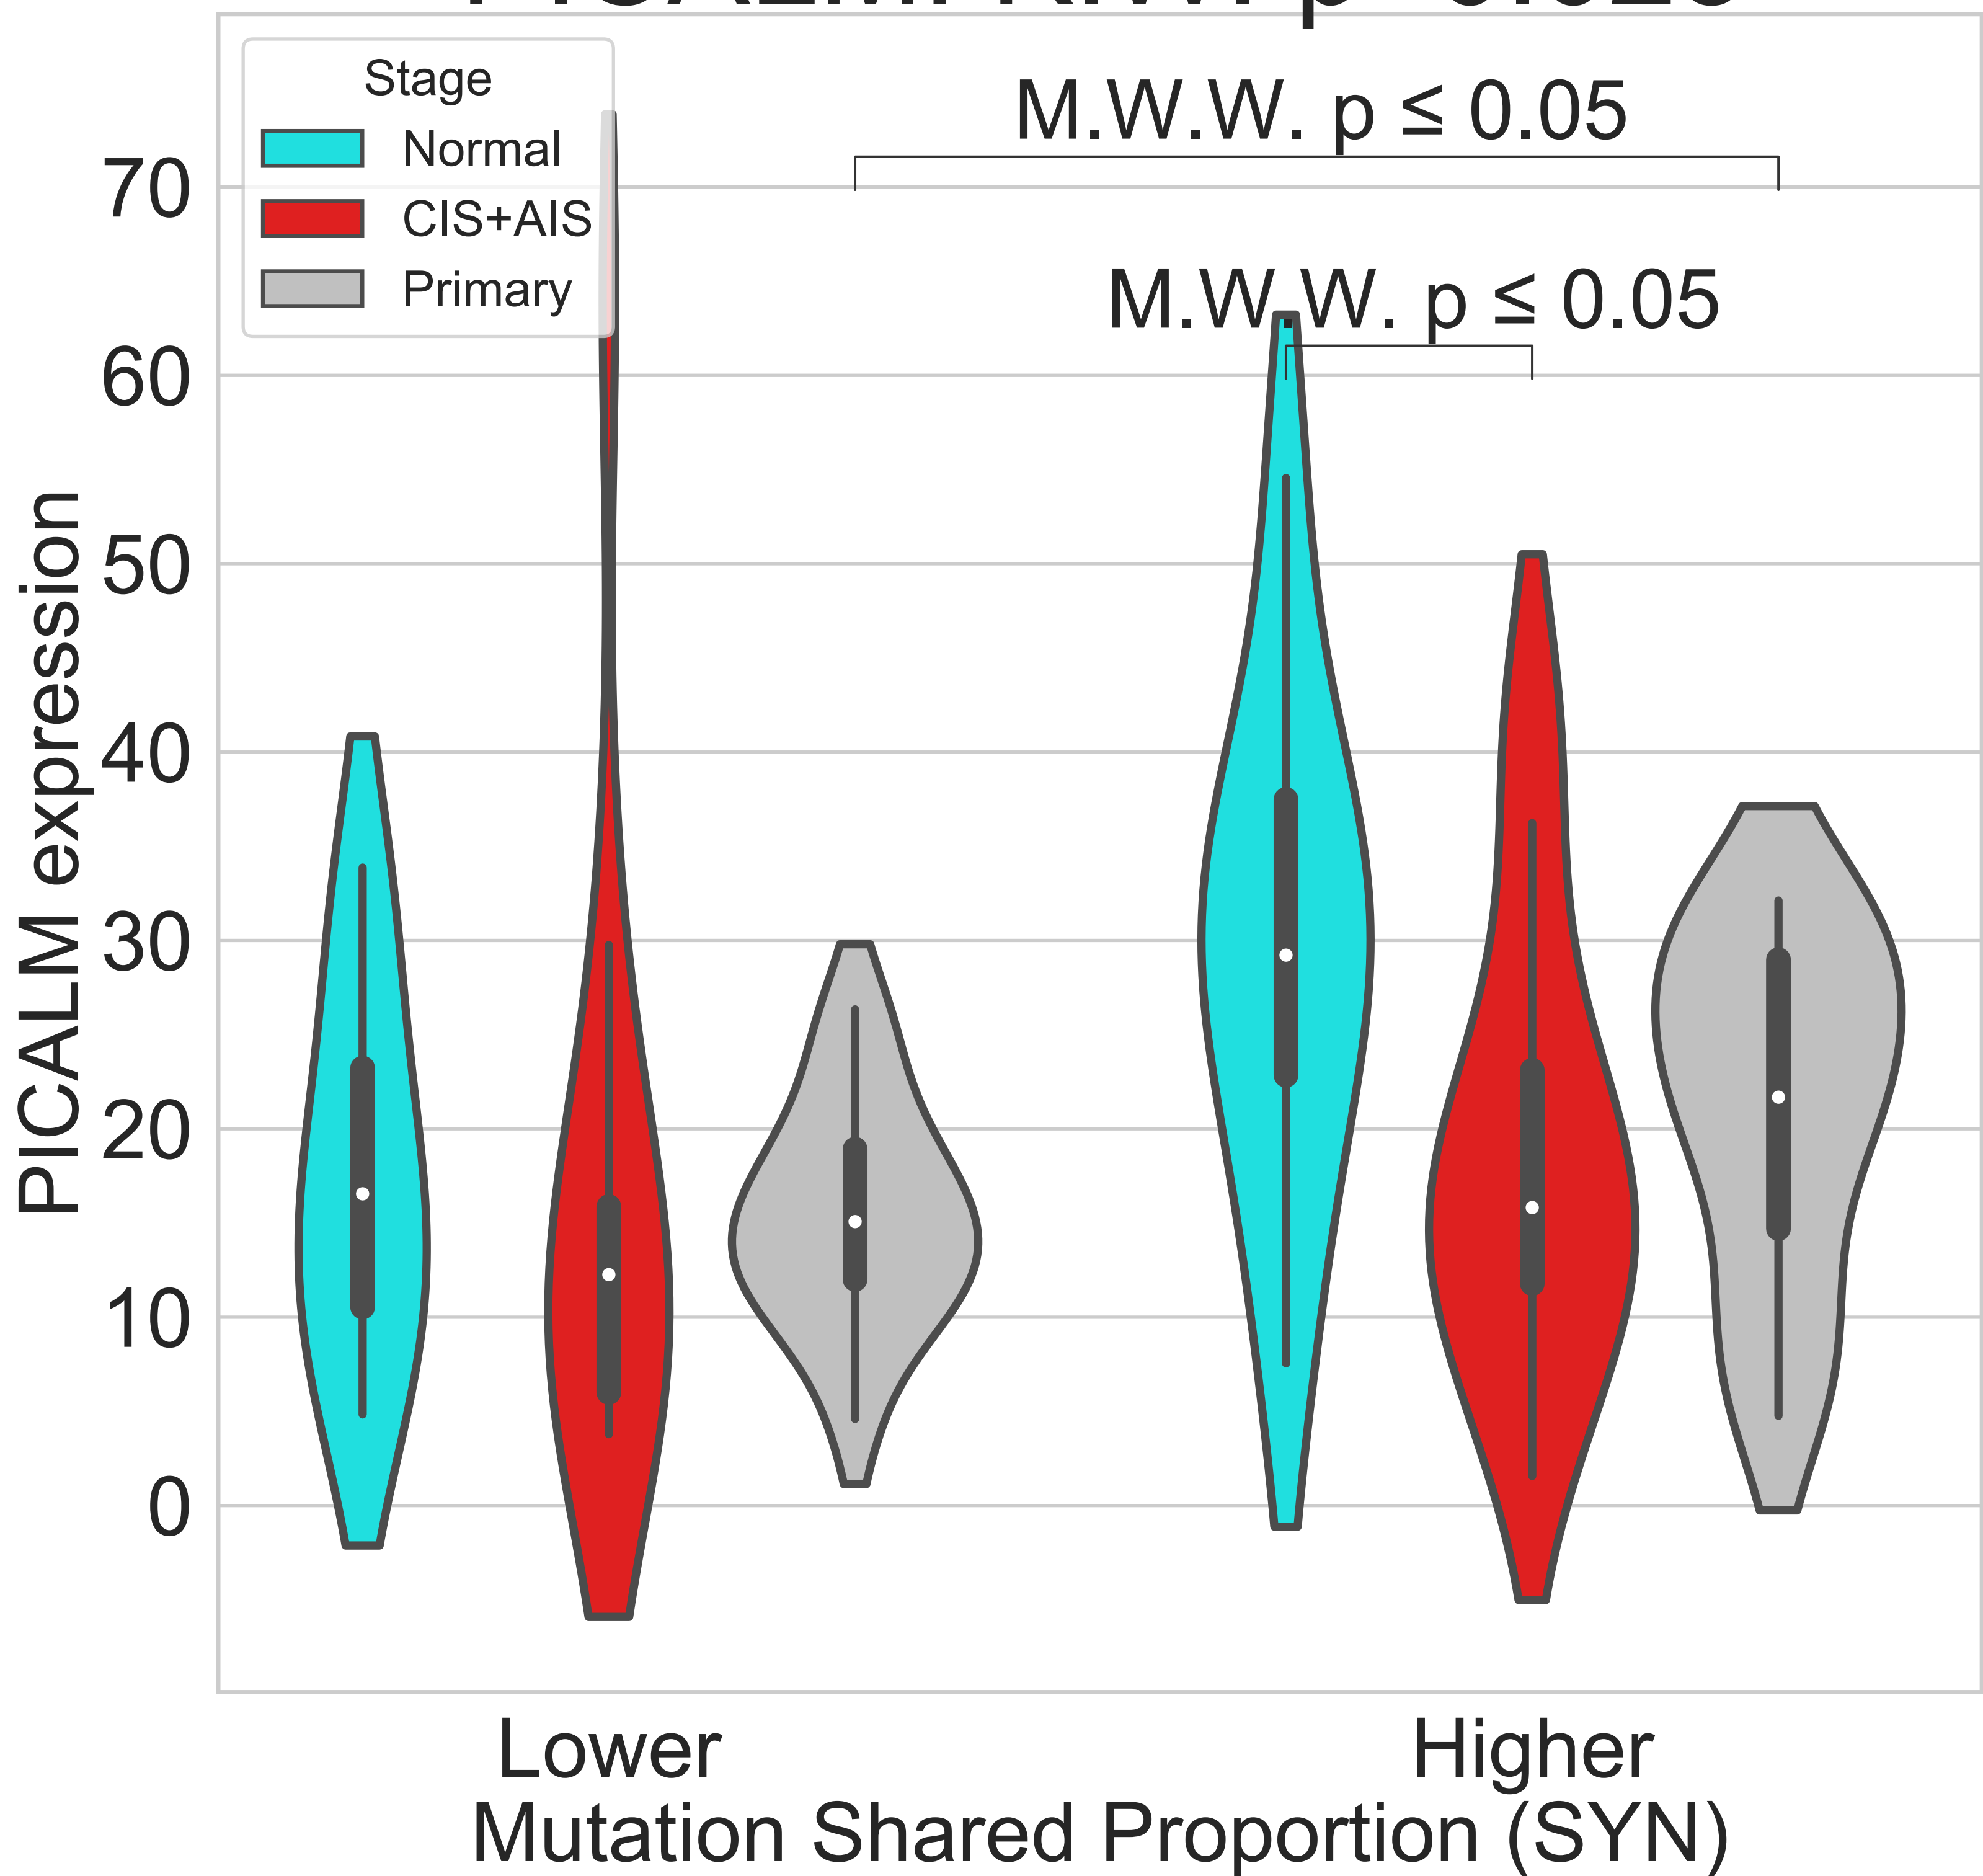 Stage
Normal
CIS+AIS
Primary
M.W.W. p ≤ 0.05
M.W.W. p ≤ 0.05
70
60
50
40
30
20
10
0
PICALM expression
Lower
Higher
Mutation Shared Proportion (SYN)